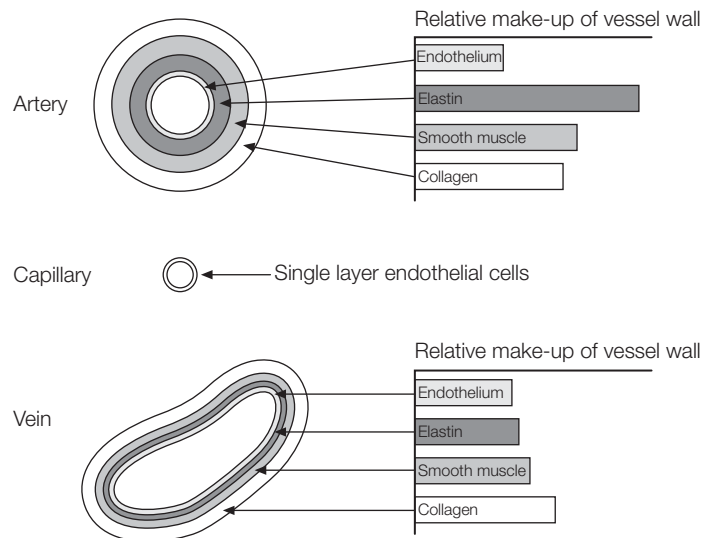 Relative make-up of vessel wall
Endothelium
Artery
Elastin
Smooth muscle
Collagen
Capillary
Single layer endothelial cells
Relative make-up of vessel wall
Endothelium
Vein
Elastin
Smooth muscle
Collagen